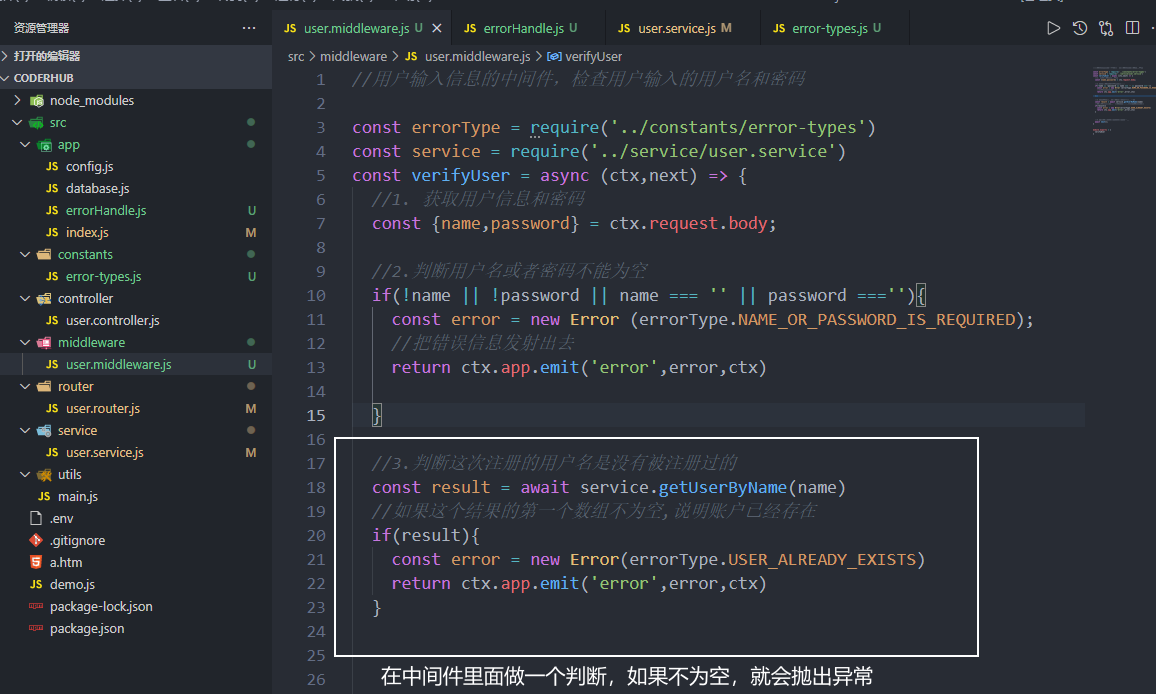 资源管理器 ···
打开的编辑器
CODERHUB
node_modules
src
app
JS config.js
JS database.js
JS errorHandle.js U
JS index.js M
constants
JS error-types.js U
controller
JS user.controller.js
middleware
JS user.middleware.js U
router
JS user.router.js M
service
JS user.service.js M
utils
JS main.js
.env
.gitignore
a.htm
JS demo.js
package-lock.json
package.json
JS user.middleware.js U × JS errorHandle.js U JS user.service.js M JS error-types.js U
src > middleware > JS user.middleware.js > verifyUser
1 //用户输入信息的中间件，检查用户输入的用户名和密码
2
3 const errorType = require('../constants/error-types')
4 const service = require('../service/user.service')
5 const verifyUser = async (ctx,next) => {
6 //1. 获取用户信息和密码
7 const {name,password} = ctx.request.body;
8
9 //2.判断用户名或者密码不能为空
10 if(!name || !password || name === '' || password ===''){
11 const error = new Error (errorType.NAME_OR_PASSWORD_IS_REQUIRED);
12 //把错误信息发射出去
13 return ctx.app.emit('error',error,ctx)
14
15 }
16
17 //3.判断这次注册的用户名是没有被注册过的
18 const result = await service.getUserByName(name)
19 //如果这个结果的第一个数组不为空,说明账户已经存在
20 if(result){
21 const error = new Error(errorType.USER_ALREADY_EXISTS)
22 return ctx.app.emit('error',error,ctx)
23 }
24
25
26
在中间件里面做一个判断，如果不为空，就会抛出异常